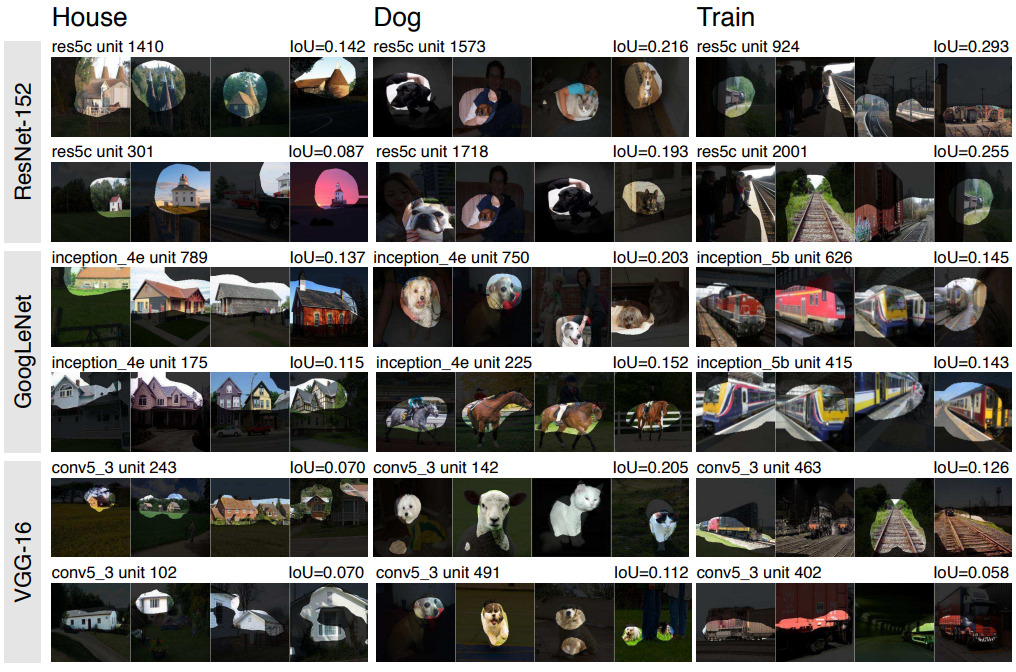 House Dog Train
ResNet-152
res5c unit 1410 IoU=0.142 res5c unit 1573 IoU=0.216 res5c unit 924 IoU=0.293
res5c unit 301 IoU=0.087 res5c unit 1718 IoU=0.193 res5c unit 2001 IoU=0.255
GoogLeNet
inception_4e unit 789 IoU=0.137 inception_4e unit 750 IoU=0.203 inception_5b unit 626 IoU=0.145
inception_4e unit 175 IoU=0.115 inception_4e unit 225 IoU=0.152 inception_5b unit 415 IoU=0.143
VGG-16
conv5_3 unit 243 IoU=0.070 conv5_3 unit 142 IoU=0.205 conv5_3 unit 463 IoU=0.126
conv5_3 unit 102 IoU=0.070 conv5_3 unit 491 IoU=0.112 conv5_3 unit 402 IoU=0.058